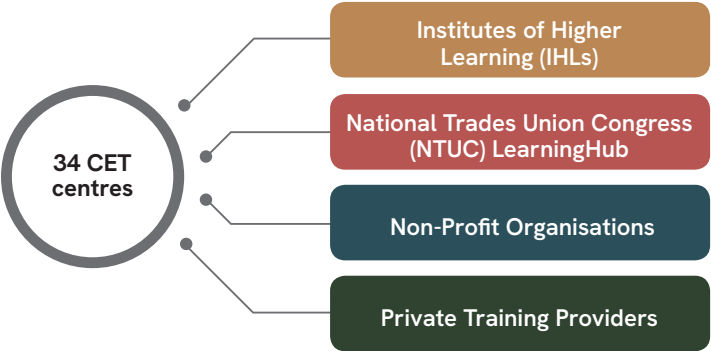 34 CET
centres
Institutes of Higher
Learning (IHLs)
National Trades Union Congress
(NTUC) LearningHub
Non-Profit Organisations
Private Training Providers